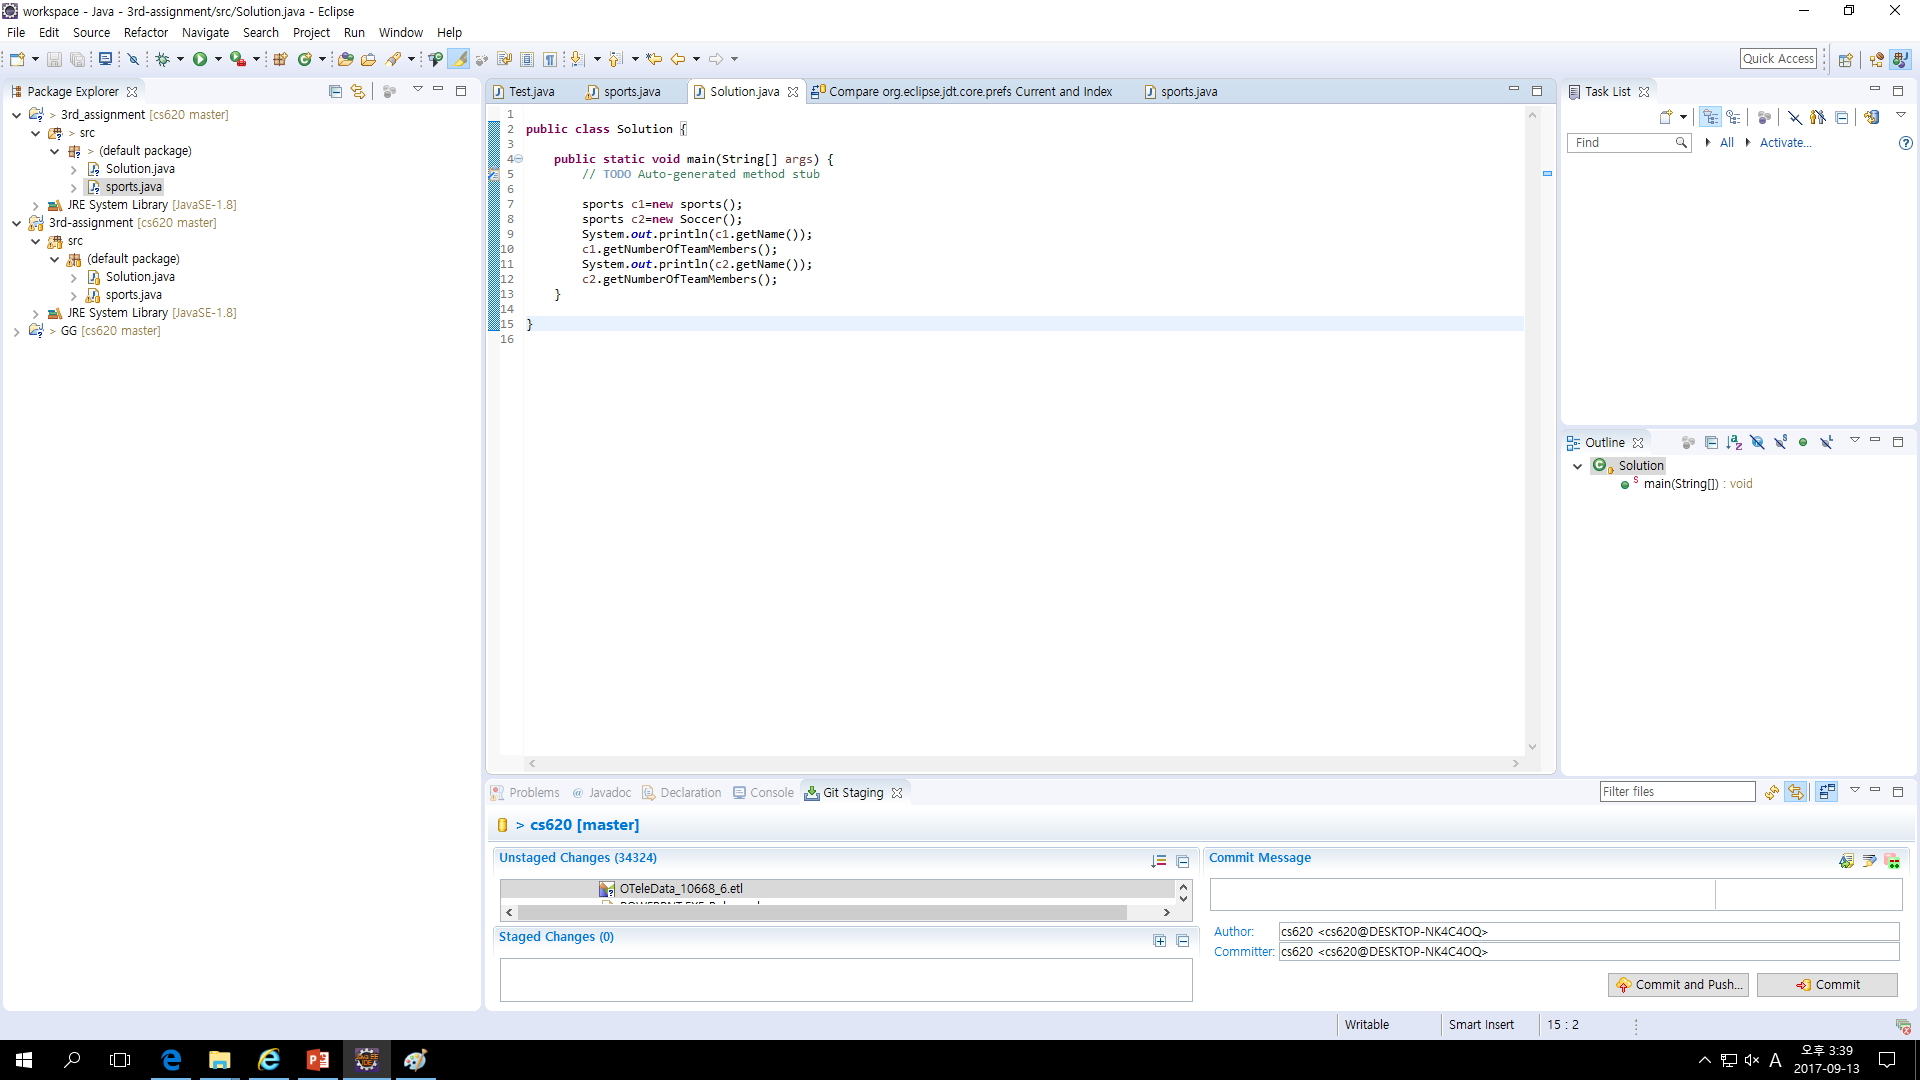 workspace - Java - 3rd-assignment/src/Solution.java - Eclipse
File Edit Source Refactor Navigate Search Project Run Window Help
Quick Access
Package Explorer
> 3rd_assignment [cs620 master]
> src
> (default package)
Solution.java
sports.java
JRE System Library [JavaSE-1.8]
3rd-assignment [cs620 master]
src
(default package)
Solution.java
sports.java
JRE System Library [JavaSE-1.8]
> GG [cs620 master]
Test.java sports.java Solution.java Compare org.eclipse.jdt.core.prefs Current and Index sports.java
1
2 public class Solution {
3
4 public static void main(String[] args) {
5 // TODO Auto-generated method stub
6
7 sports c1=new sports();
8 sports c2=new Soccer();
9 System.out.println(c1.getName());
10 c1.getNumberOfTeamMembers();
11 System.out.println(c2.getName());
12 c2.getNumberOfTeamMembers();
13 }
14
15 }
16
Task List
Find All Activate...
Outline
Solution
main(String[]) : void
Problems @ Javadoc Declaration Console Git Staging
Filter files
> cs620 [master]
Unstaged Changes (34324)
OTeleData_10668_6.etl
Staged Changes (0)
Commit Message
Author: cs620 <cs620@DESKTOP-NK4C4OQ>
Committer: cs620 <cs620@DESKTOP-NK4C4OQ>
Commit and Push... Commit
Writable Smart Insert 15 : 2
A 오후 3:39
2017-09-13